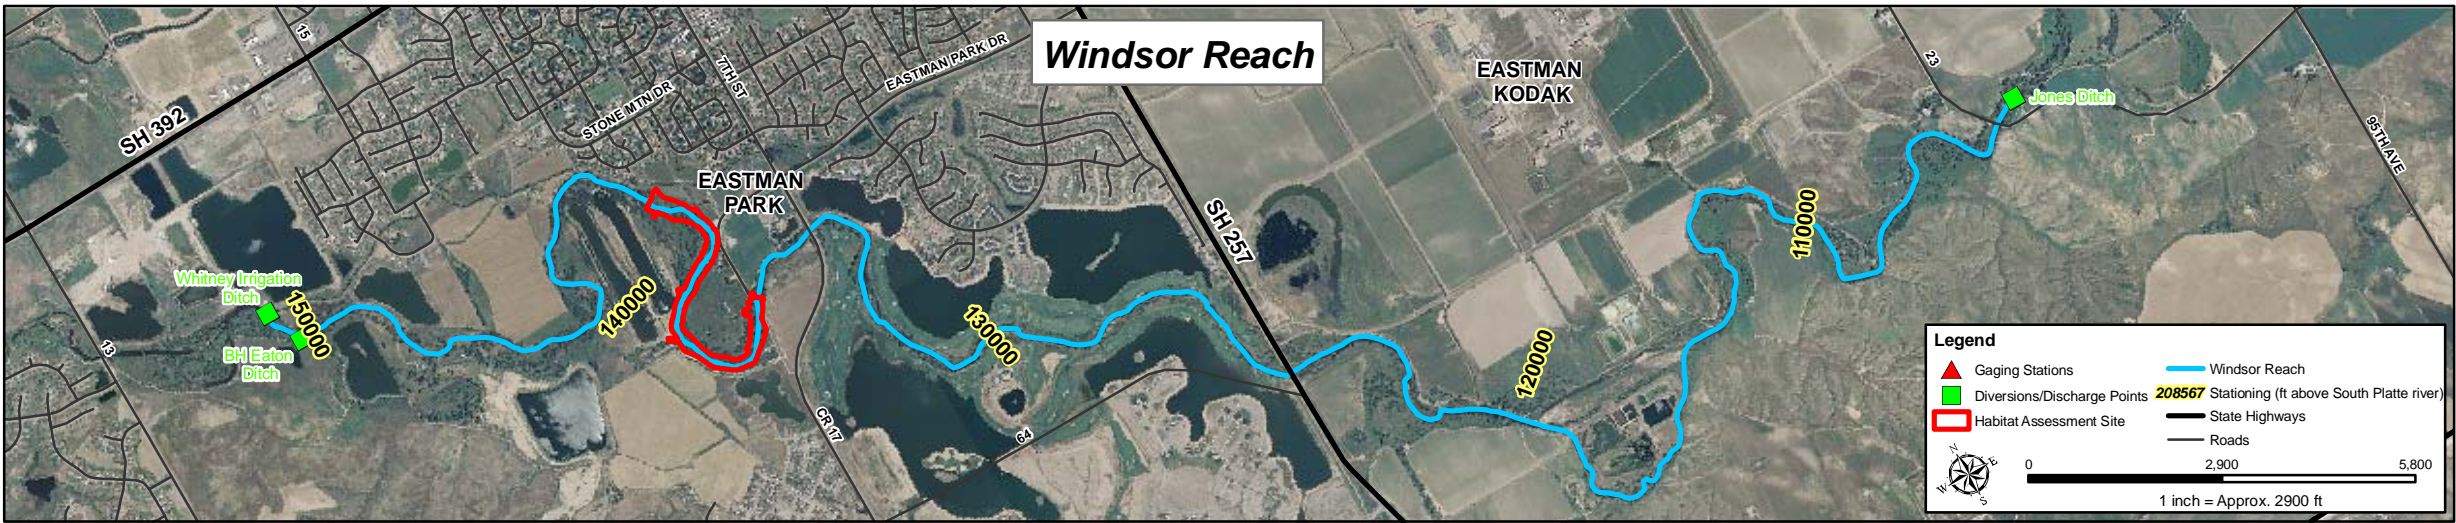 Windsor Reach
15
7TH ST
EASTMAN PARK DR
STONE MTN DR
SH 392
EASTMAN
KODAK
23
Jones Ditch
95TH AVE
EASTMAN
PARK
SH 257
110000
Whitney Irrigation
Ditch
150000
BH Eaton
Ditch
13
140000
130000
120000
CR 17
64
Legend
Gaging Stations
Diversions/Discharge Points
Habitat Assessment Site
Windsor Reach
208567 Stationing (ft above South Platte river)
State Highways
Roads
N
E
W
S
0 2,900 5,800
1 inch = Approx. 2900 ft